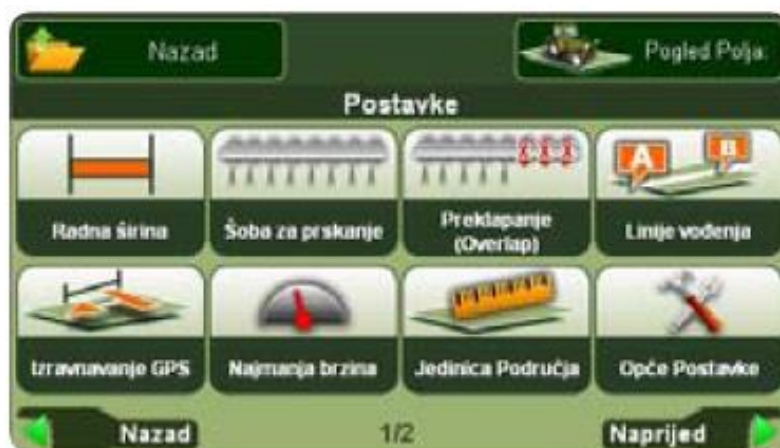 Nazad
Pogled Polja:
Postavke
Radna širina
Šoba za prskanje
Preklapanje
(Overlap)
A
B
Linije vođenja
Izravnavanje GPS
Najmanja brzina
Jedinica Područja
Opče Postavke
Nazad
1/2
Naprijed